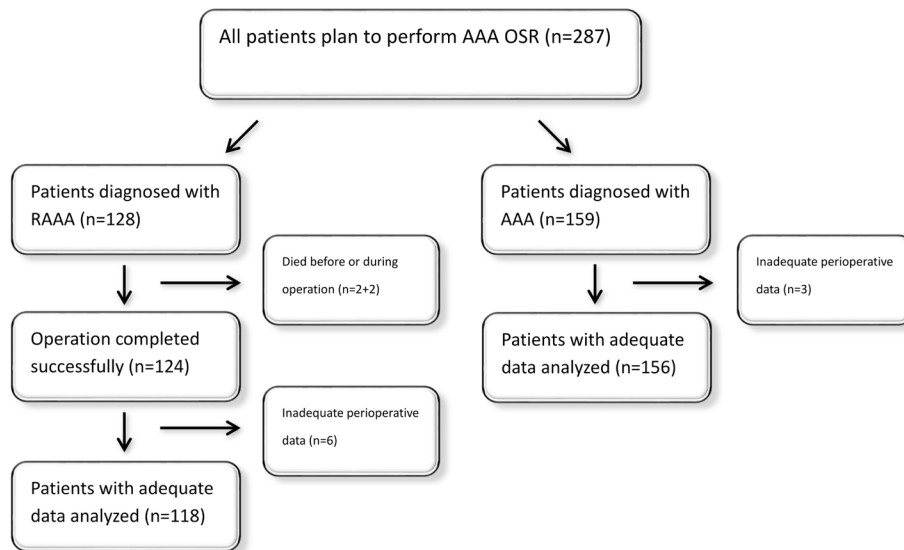 All patients plan to perform AAA OSR (n=287)
Patients diagnosed with
RAAA (n=128)
Patients diagnosed with
AAA (n=159)
Died before or during
operation (n=2+2)
Inadequate perioperative
data (n=3)
Operation completed
successfully (n=124)
Patients with adequate
data analyzed (n=156)
Inadequate perioperative
data (n=6)
Patients with adequate
data analyzed (n=118)